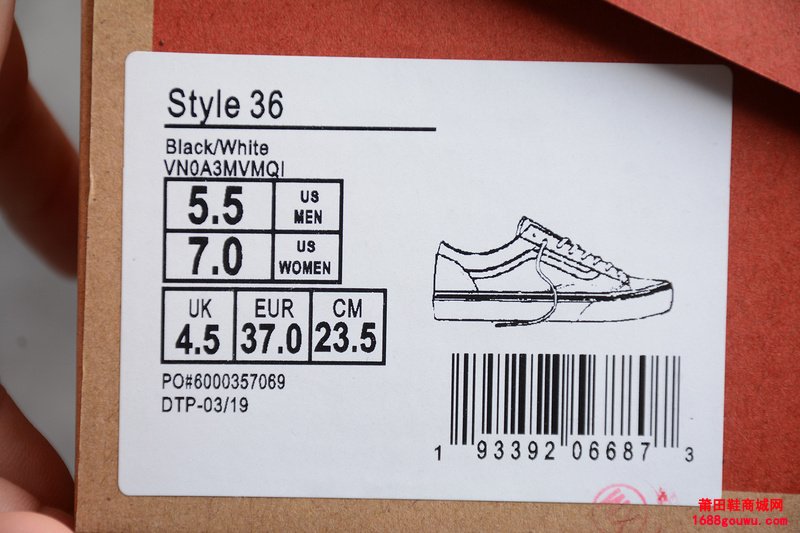 Style 36
Black/White
VN0A3MVMQI
5.5 US MEN
7.0 US WOMEN
UK EUR CM
4.5 37.0 23.5
PO#6000357069
DTP-03/19
1 93392 06687 3
莆田鞋商城网
1688gouwu.com